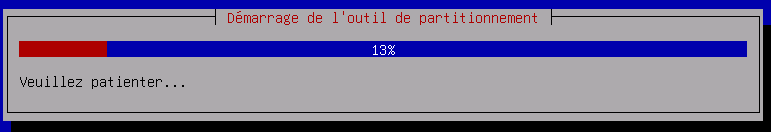 Démarrage de l'outil de partitionnement
13%
Veuillez patienter...